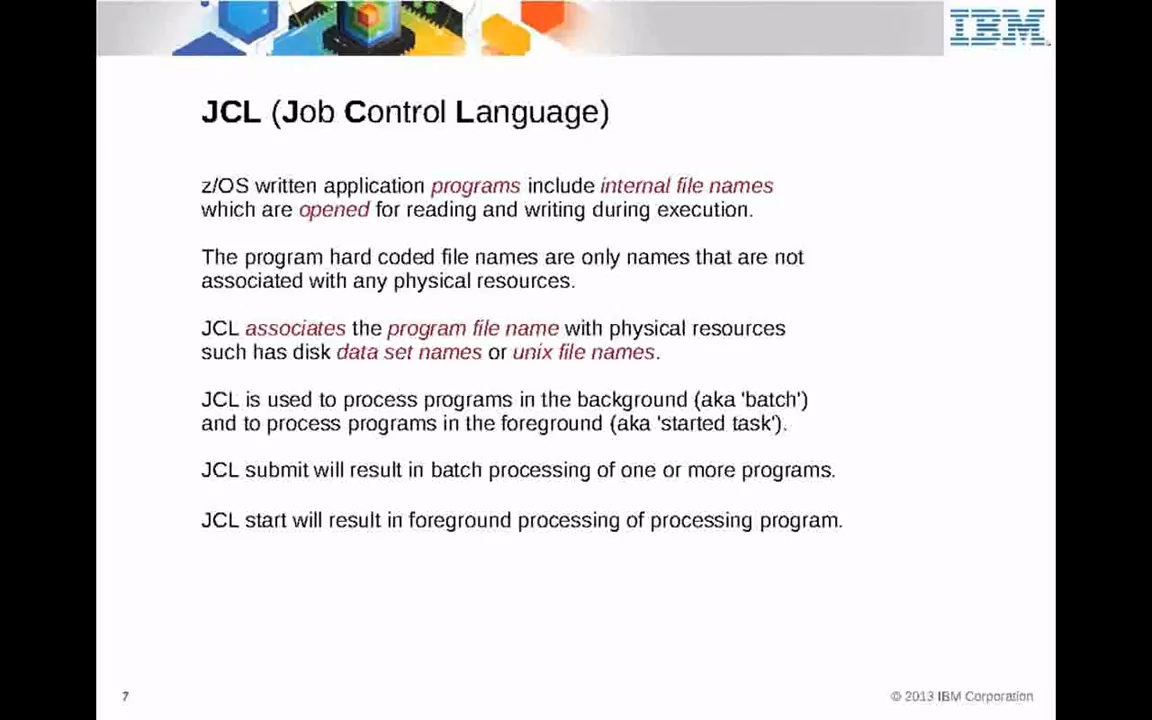 IBM
JCL (Job Control Language)
z/OS written application programs include internal file names
which are opened for reading and writing during execution.
The program hard coded file names are only names that are not
associated with any physical resources.
JCL associates the program file name with physical resources
such has disk data set names or unix file names.
JCL is used to process programs in the background (aka 'batch')
and to process programs in the foreground (aka 'started task').
JCL submit will result in batch processing of one or more programs.
JCL start will result in foreground processing of processing program.
7
© 2013 IBM Corporation